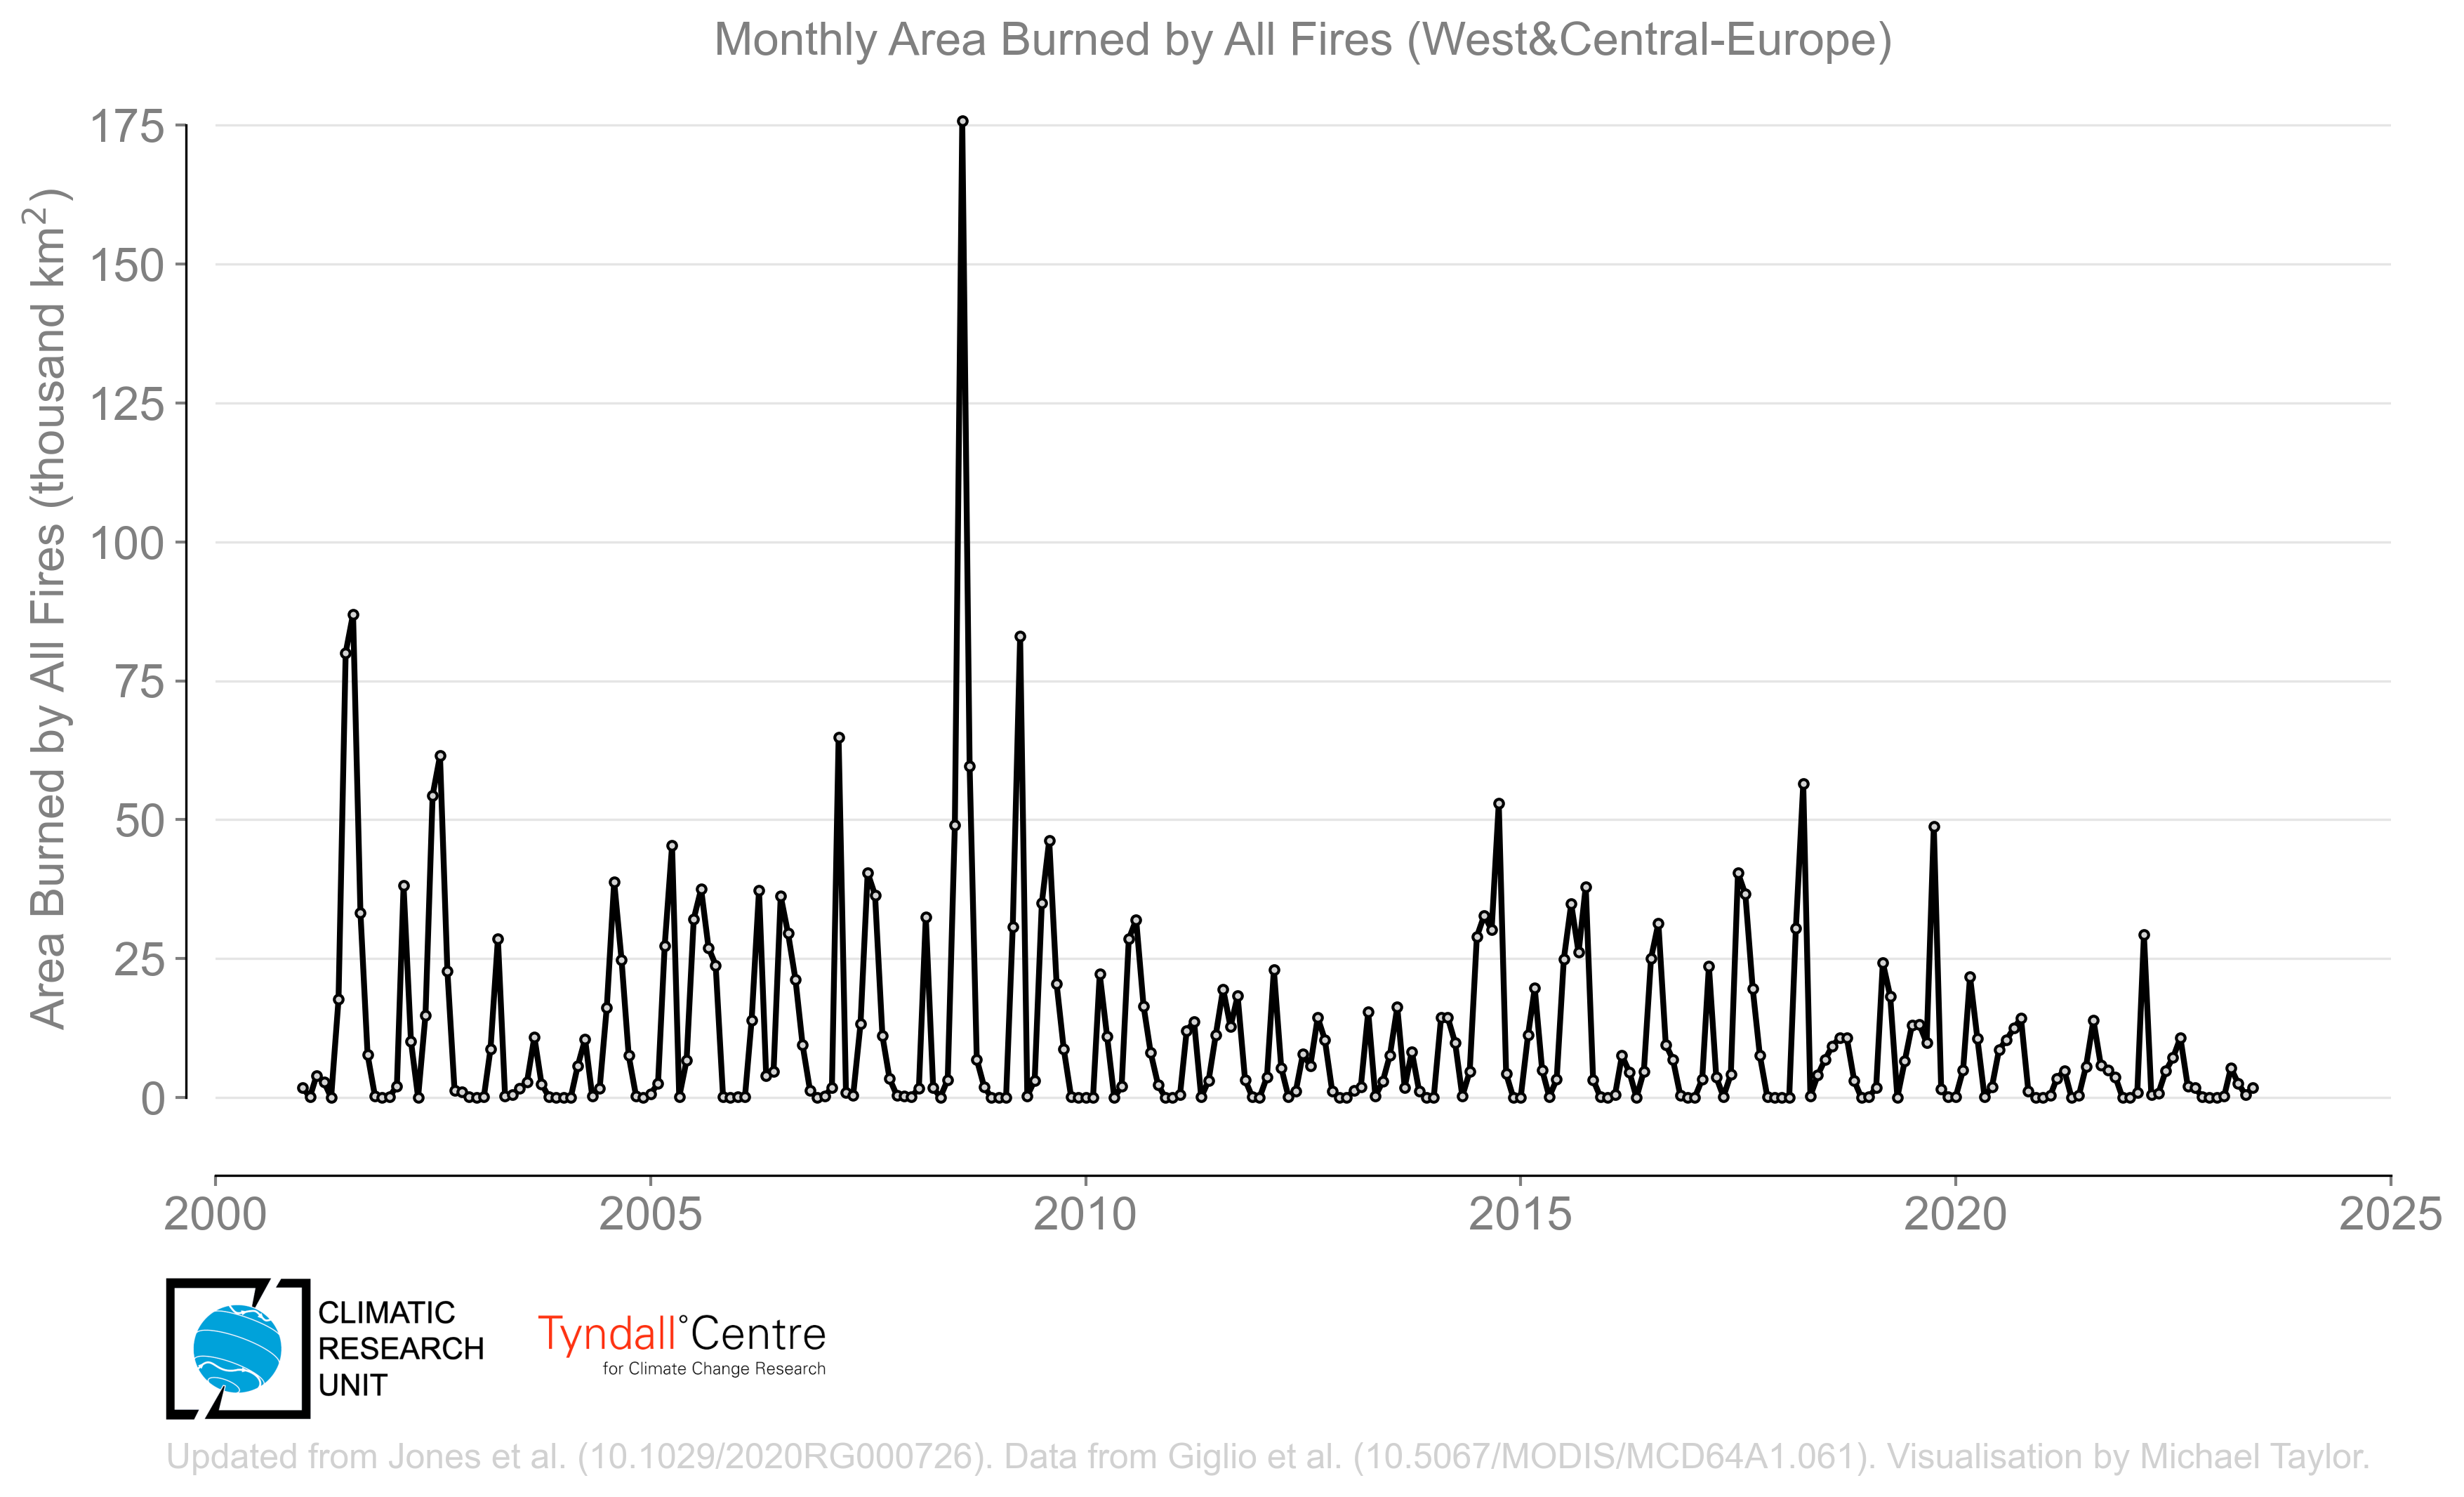 Monthly Area Burned by All Fires (West&Central-Europe)
Area Burned by All Fires (thousand km²)
175
150
125
100
75
50
25
0
2000 2005 2010 2015 2020 2025
CLIMATIC
RESEARCH
UNIT
Tyndall°Centre
for Climate Change Research
Updated from Jones et al. (10.1029/2020RG000726). Data from Giglio et al. (10.5067/MODIS/MCD64A1.061). Visualisation by Michael Taylor.